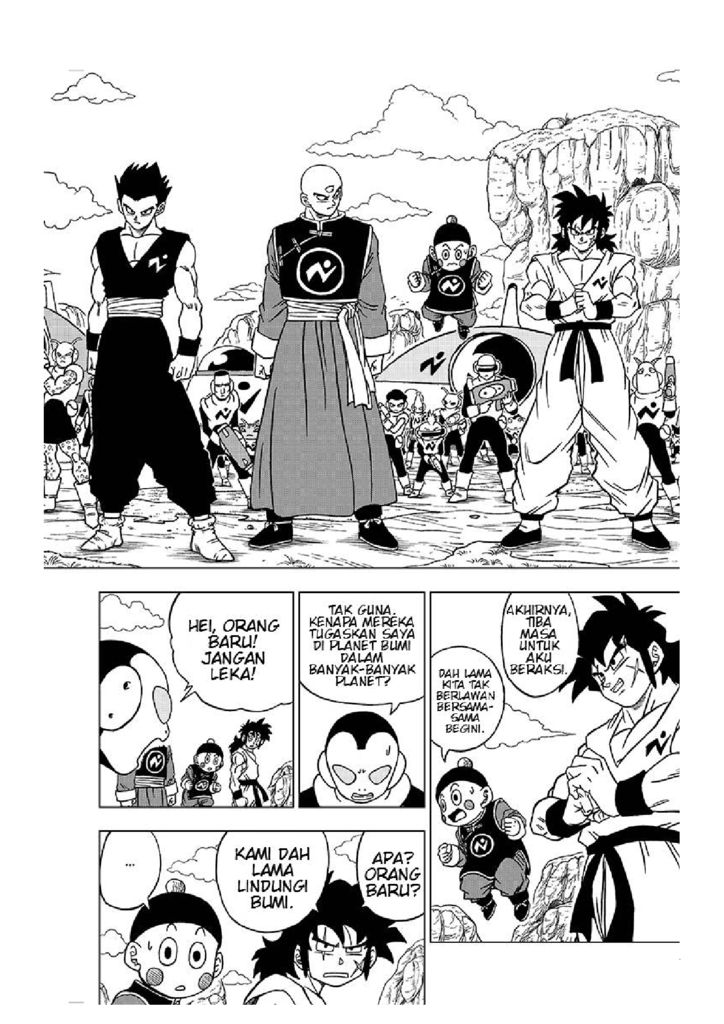 AKHIRNYA,
TIBA
MASA
UNTUK
AKU
BERAKSI.
DAH LAMA
KITA TAK
BERLAWAN
BERSAMA-
SAMA
BEGINI.
TAK GUNA.
KENAPA MEREKA
TUGASKAN SAYA
DI PLANET BUMI
DALAM
BANYAK-BANYAK
PLANET?
HEI, ORANG
BARU!
JANGAN
LEKA!
APA?
ORANG
BARU?
KAMI DAH
LAMA
LINDUNGI
BUMI.
...